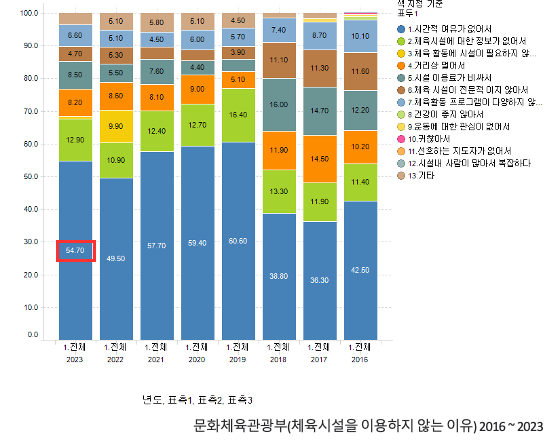 색 지정 기준
표두1
1.시간적 여유가 없어서
2.체육시설에 대한 정보가 없어서
3.체육 활동에 시설이 필요하지 않...
4.거리상 멀어서
5.시설 이용료가 비싸서
6.체육 시설이 전문적 이지 않아서
7.체육활동 프로그램이 다양하지 않...
8.건강이 좋지 않아서
9.운동에 대한 관심이 없어서
10.귀찮아서
11.선호하는 지도자가 없어서
12.시설내 사람이 많아서 복잡하다
13.기타
100.0
90.0
80.0
70.0
60.0
50.0
40.0
30.0
20.0
10.0
0.0
6.60 4.70 8.50 8.20 12.90 54.70
6.10 5.10 6.30 5.50 8.60 9.90 10.90 49.50
5.80 4.50 7.60 8.10 12.40 57.70
5.10 6.00 4.40 9.00 12.70 59.40
4.60 5.70 3.90 5.10 16.40 60.60
7.40 11.10 16.00 11.90 13.30 38.80
8.70 11.30 14.70 14.60 11.90 36.30
10.10 11.60 12.20 10.20 11.40 42.50
1.전체 1.전체 1.전체 1.전체 1.전체 1.전체 1.전체 1.전체
2023 2022 2021 2020 2019 2018 2017 2016
년도, 표측1, 표측2, 표측3
문화체육관광부(체육시설을 이용하지 않는 이유) 2016 ~ 2023